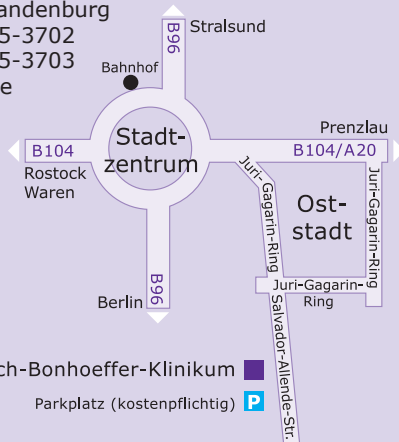 andenburg
5-3702
5-3703
e
B96
Stralsund
Bahnhof
Stadt-
zentrum
Prenzlau
B104
B104/A20
Rostock
Waren
Juri-Gagarin-Ring
Juri-Gagarin-Ring
Ost-
stadt
Juri-Gagarin-
Ring
B96
Berlin
Salvador-Allende-Str.
ch-Bonhoeffer-Klinikum
Parkplatz (kostenpflichtig) P